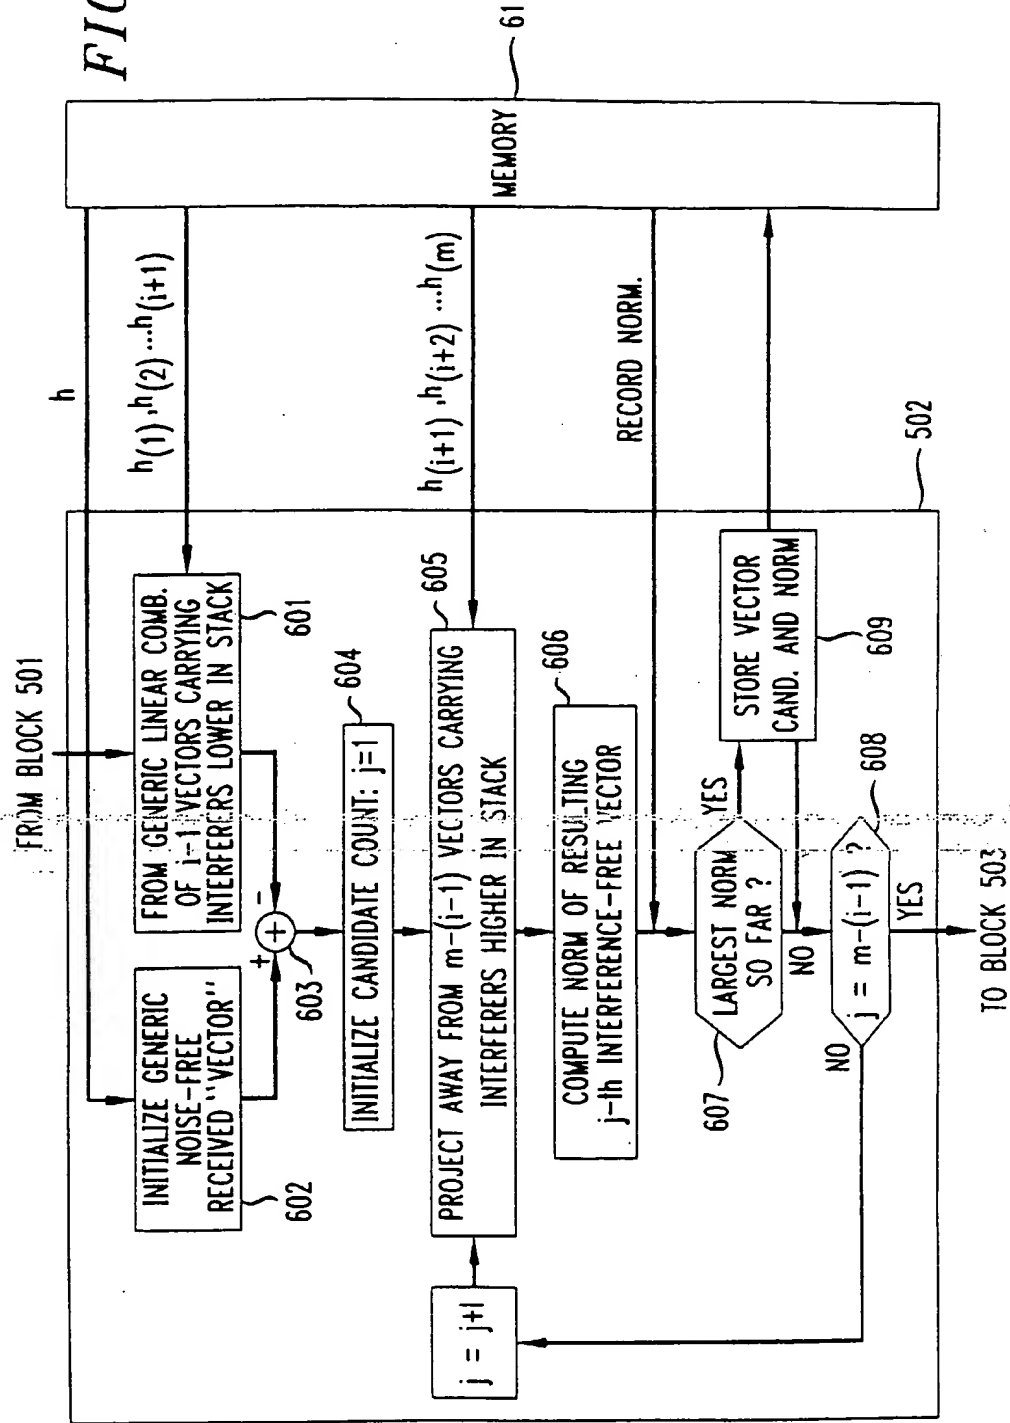 FIG
FROM BLOCK 501
h
INITIALIZE GENERIC
NOISE-FREE
RECEIVED "VECTOR"
602
FROM GENERIC LINEAR COMB.
OF i-1 VECTORS CARRYING
INTERFERERS LOWER IN STACK
601
h(1),h(2) ...h(i+1)
+
-
+
603
INITIALIZE CANDIDATE COUNT: j=1
604
j = j+1
PROJECT AWAY FROM m-(i-1) VECTORS CARRYING
INTERFERERS HIGHER IN STACK
605
h(i+1),h(i+2) ...h(m)
MEMORY
61
COMPUTE NORM OF RESULTING
j-th INTERFERENCE-FREE VECTOR
606
RECORD NORM.
607
LARGEST NORM
SO FAR ?
YES
NO
STORE VECTOR
CAND. AND NORM
609
NO
j = m-(i-1) ?
608
YES
502
TO BLOCK 503